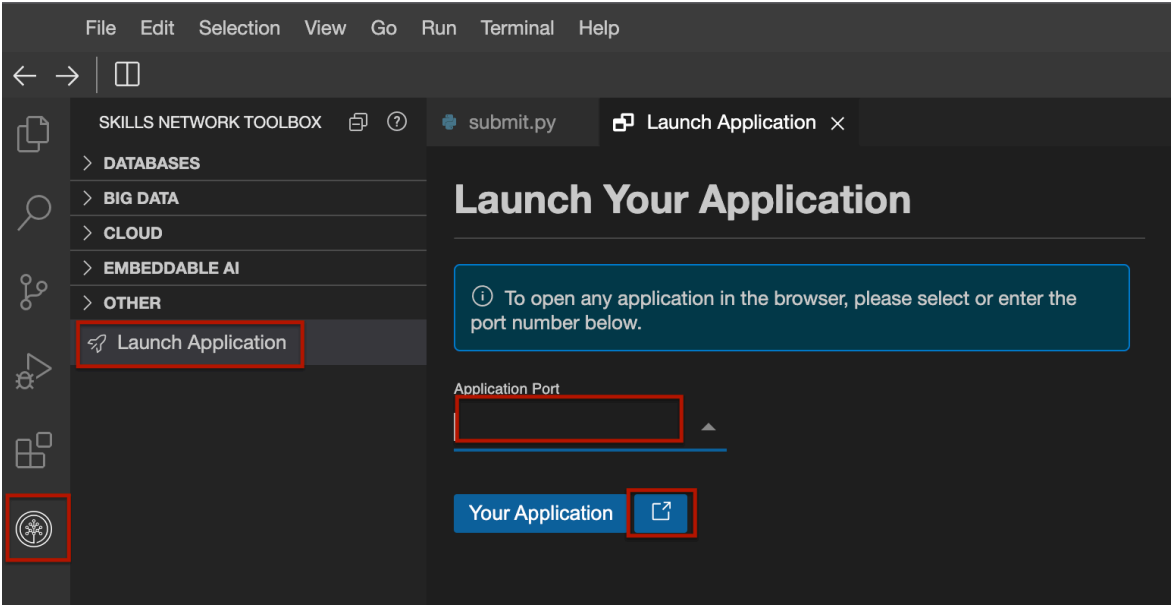 File Edit Selection View Go Run Terminal Help
SKILLS NETWORK TOOLBOX
DATABASES
BIG DATA
CLOUD
EMBEDDABLE AI
OTHER
Launch Application
submit.py
Launch Application
Launch Your Application
To open any application in the browser, please select or enter the
port number below.
Application Port
Your Application